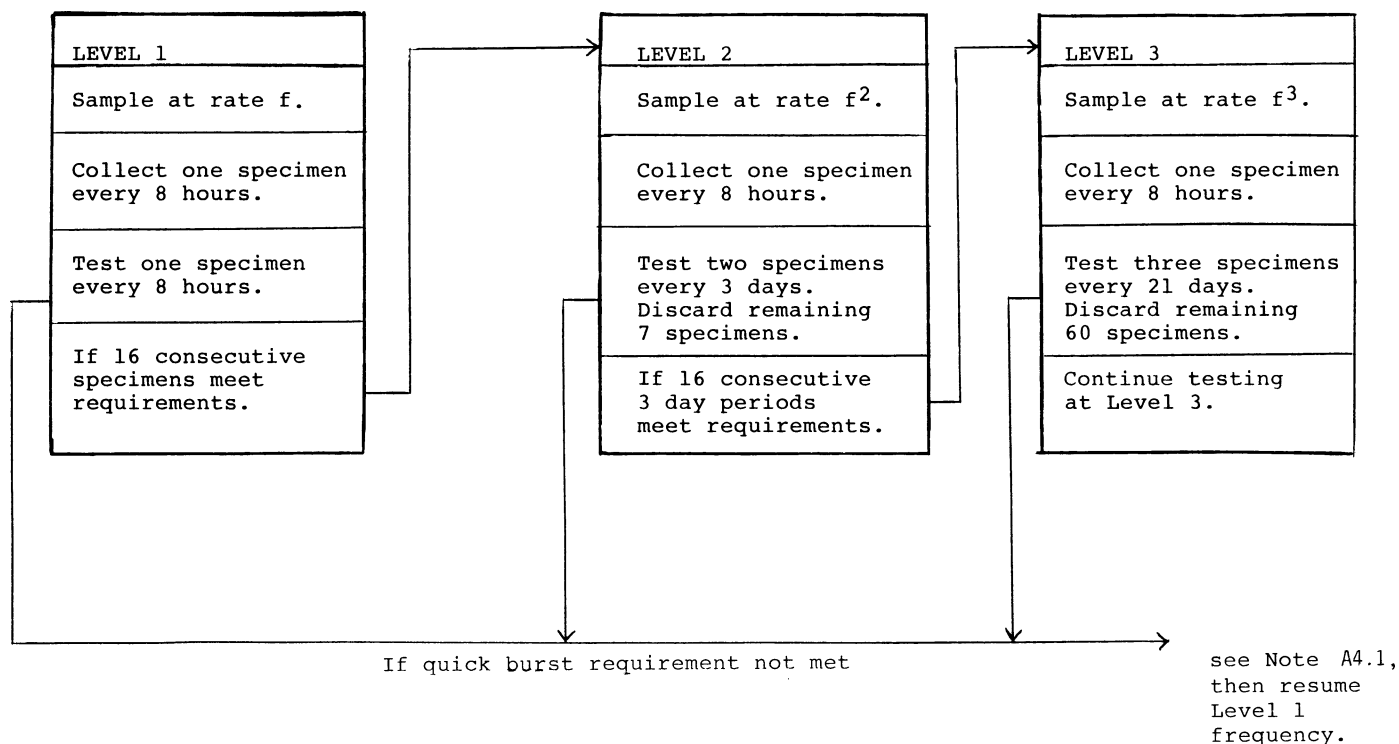 LEVEL 1
Sample at rate f.
Collect one specimen
every 8 hours.
Test one specimen
every 8 hours.
If 16 consecutive
specimens meet
requirements.
LEVEL 2
Sample at rate f².
Collect one specimen
every 8 hours.
Test two specimens
every 3 days.
Discard remaining
7 specimens.
If 16 consecutive
3 day periods
meet requirements.
LEVEL 3
Sample at rate f³.
Collect one specimen
every 8 hours.
Test three specimens
every 21 days.
Discard remaining
60 specimens.
Continue testing
at Level 3.
If quick burst requirement not met
see Note A4.1,
then resume
Level 1
frequency.